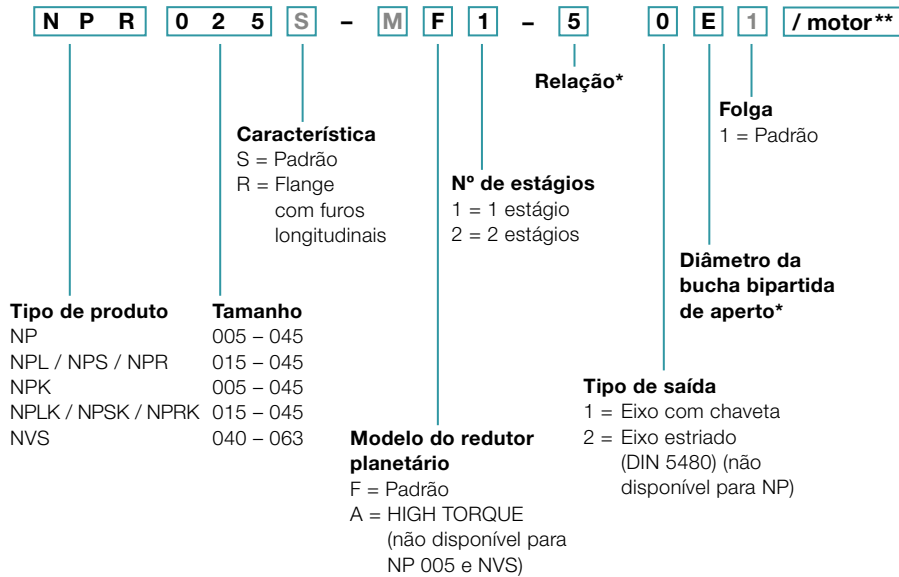 N P R 0 2 5 S – M F 1 – 5 0 E 1 / motor**
Relação*
Folga
1 = Padrão
Característica
S = Padrão
R = Flange
com furos
longitudinais
Nº de estágios
1 = 1 estágio
2 = 2 estágios
Diâmetro da
bucha bipartida
de aperto*
Tipo de produto Tamanho
NP 005 – 045
NPL / NPS / NPR 015 – 045
NPK 005 – 045
NPLK / NPSK / NPRK 015 – 045
NVS 040 – 063
Tipo de saída
1 = Eixo com chaveta
2 = Eixo estriado
(DIN 5480) (não
disponível para NP)
Modelo do redutor
planetário
F = Padrão
A = HIGH TORQUE
(não disponível para
NP 005 e NVS)